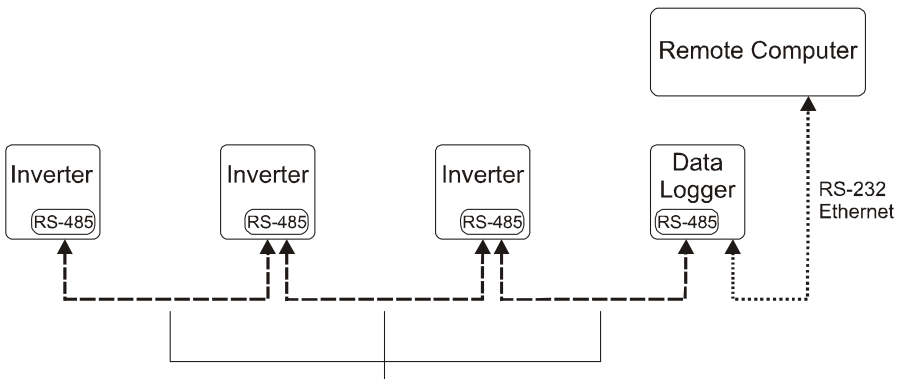 Remote Computer
Inverter
RS-485
Inverter
RS-485
Inverter
RS-485
Data
Logger
RS-485
RS-232
Ethernet